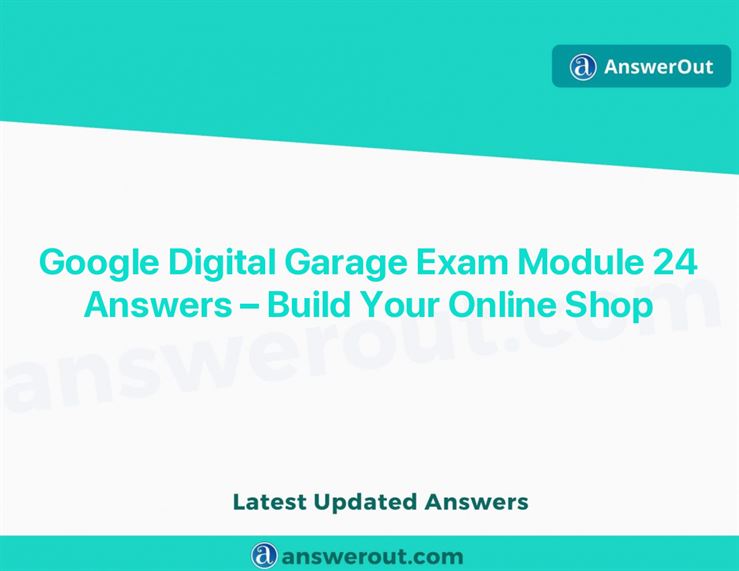 AnswerOut
Google Digital Garage Exam Module 24
Answers – Build Your Online Shop
answerout.com
Latest Updated Answers
answerout.com